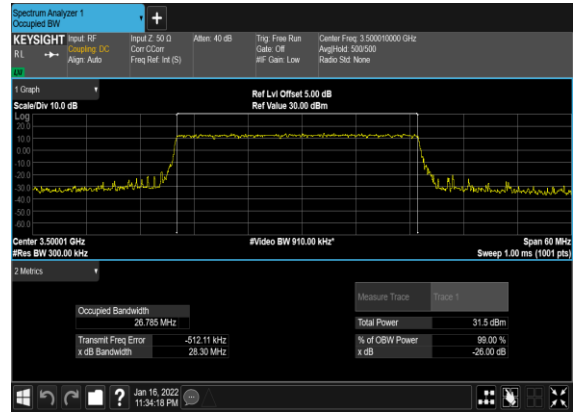 Spectrum Analyzer 1
Occupied BW
KEYSIGHT Input: RF Input Z: 50 Ω Atten: 40 dB Trig: Free Run Center Freq: 3.500010000 GHz
RL Coupling: DC Corr CCorr Gate: Off Avg|Hold: 500/500
Align: Auto Freq Ref: Int (S) #IF Gain: Low Radio Std: None
1 Graph
Ref Lvl Offset 5.00 dB
Scale/Div 10.0 dB Ref Value 30.00 dBm
Log
20.0
10.0
0.00
-10.0
-20.0
-30.0
-40.0
-50.0
-60.0
Center 3.50001 GHz #Video BW 910.00 kHz* Span 60 MHz
#Res BW 300.00 kHz Sweep 1.00 ms (1001 pts)
2 Metrics
Measure Trace Trace 1
Occupied Bandwidth
26.785 MHz Total Power 31.5 dBm
Transmit Freq Error -512.11 kHz % of OBW Power 99.00 %
x dB Bandwidth 28.30 MHz x dB -26.00 dB
Jan 16, 2022
11:34:18 PM